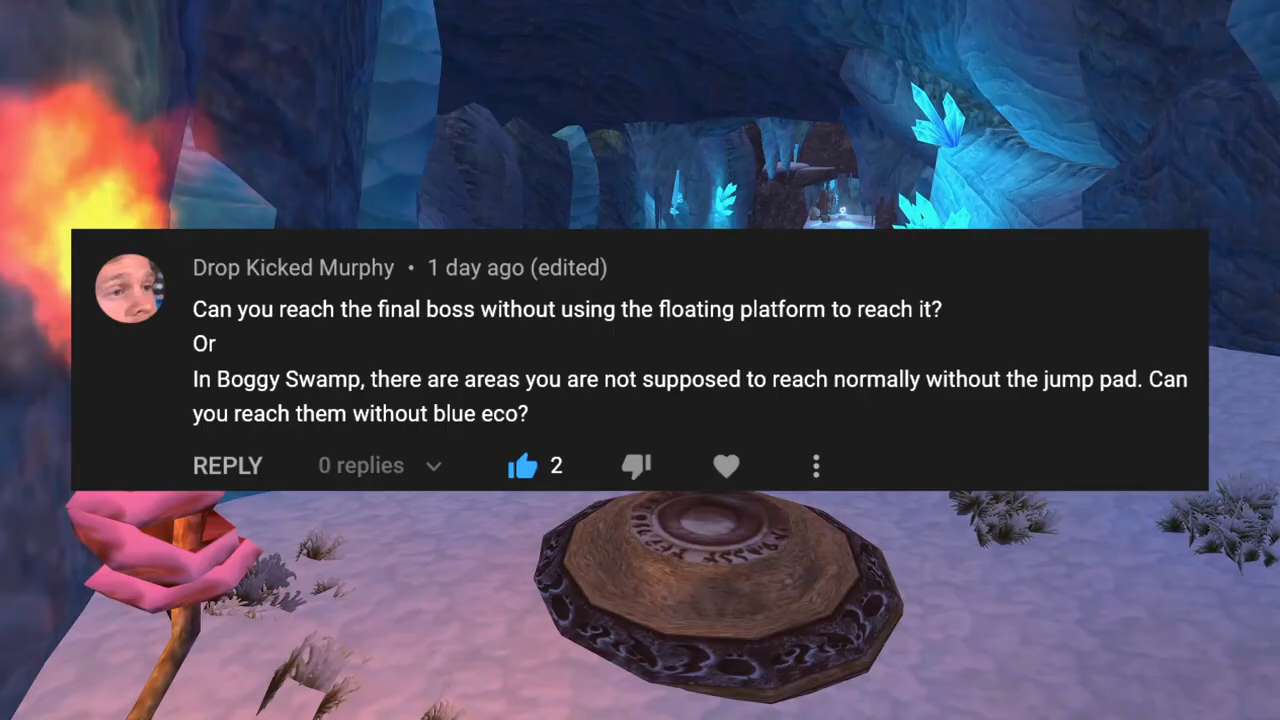 Drop Kicked Murphy • 1 day ago (edited)
Can you reach the final boss without using the floating platform to reach it?
Or
In Boggy Swamp, there are areas you are not supposed to reach normally without the jump pad. Can
you reach them without blue eco?
REPLY 0 replies 2